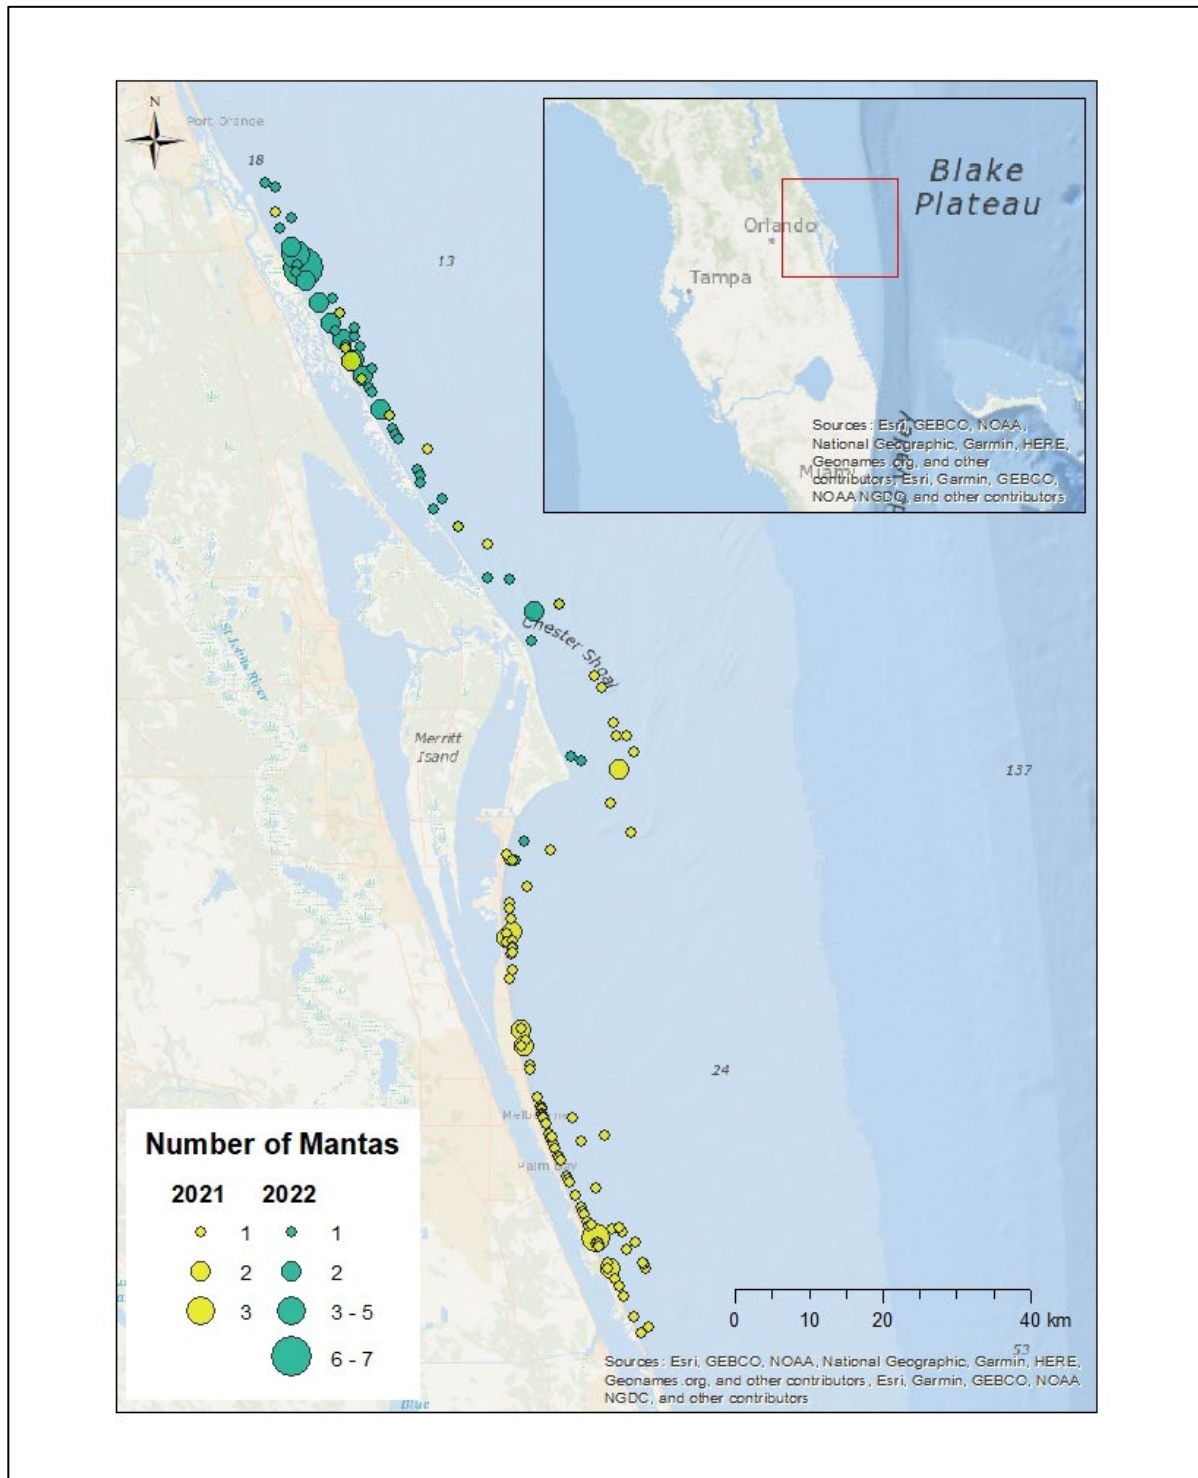 N
Port Orange
18
13
Blake
Plateau
Orlando
Tampa
Miami
Sources: Esri, GEBCO, NOAA,
National Geographic, Garmin, HERE,
Geonames.org, and other
contributors, Esri, Garmin, GEBCO,
NOAA NGDC, and other contributors
Chester Shoal
St Johns River
Merritt
Isand
137
24
Palm Bay
Number of Mantas
2021 2022
1 1
2 2
3 3 - 5
6 - 7
0 10 20 40 km
53
Sources: Esri, GEBCO, NOAA, National Geographic, Garmin, HERE,
Geonames.org, and other contributors, Esri, Garmin, GEBCO, NOAA
NGDC, and other contributors
Blue